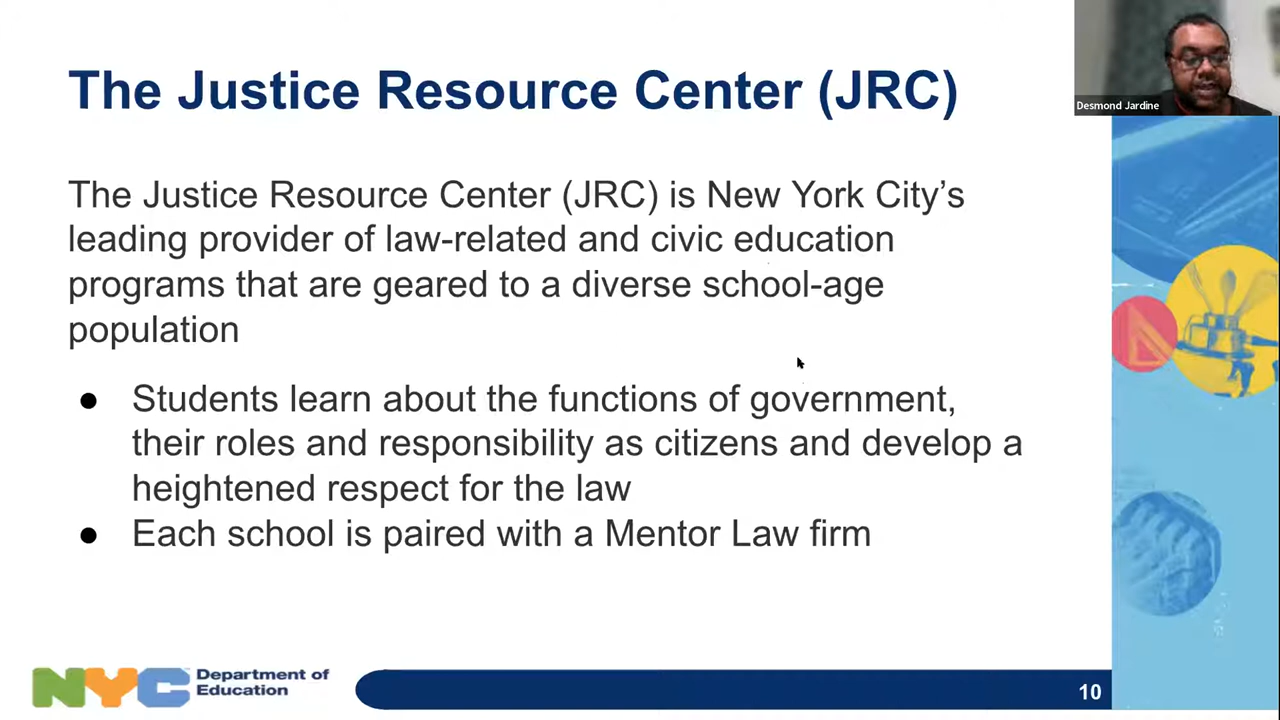 The Justice Resource Center (JRC)
Desmond Jardine
The Justice Resource Center (JRC) is New York City’s
leading provider of law-related and civic education
programs that are geared to a diverse school-age
population
● Students learn about the functions of government,
their roles and responsibility as citizens and develop a
heightened respect for the law
● Each school is paired with a Mentor Law firm
NYC Department of
Education
10